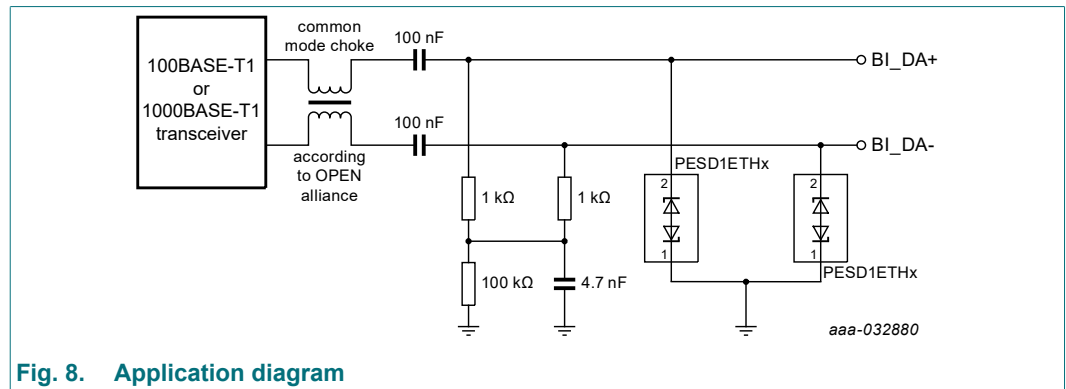 100BASE-T1
or
1000BASE-T1
transceiver
common
mode choke
according
to OPEN
alliance
100 nF
100 nF
BI_DA+
BI_DA-
1 kΩ
1 kΩ
100 kΩ
4.7 nF
PESD1ETHx
2
1
2
1
PESD1ETHx
aaa-032880
Fig. 8. Application diagram